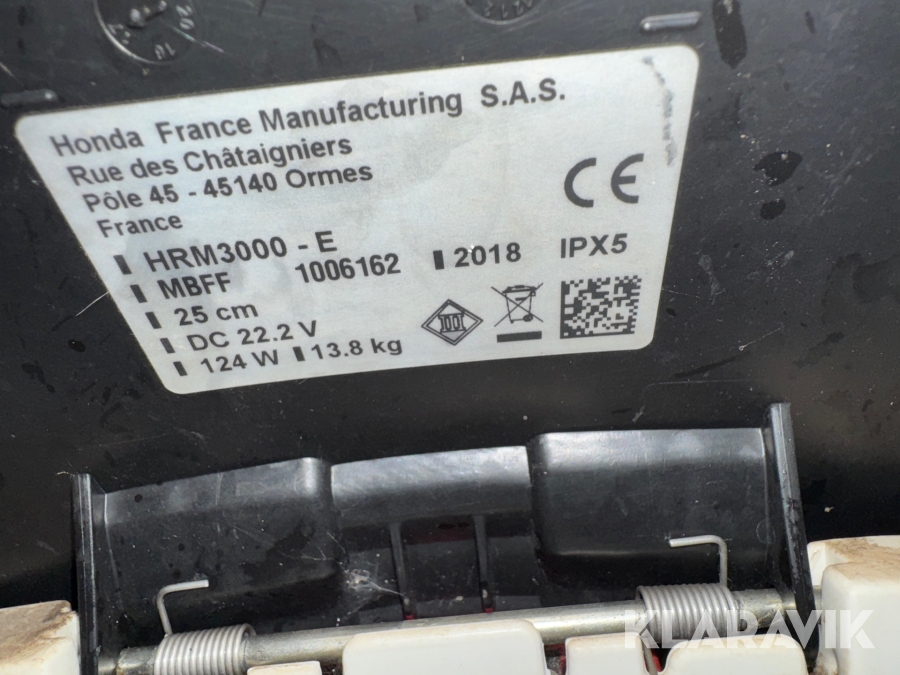 Honda France Manufacturing S.A.S.
Rue des Châtaigniers
Pôle 45 - 45140 Ormes
France
HRM3000 - E
MBFF 1006162 2018 IPX5
25 cm
DC 22.2 V
124 W 13.8 kg
CE
KLARAVIK